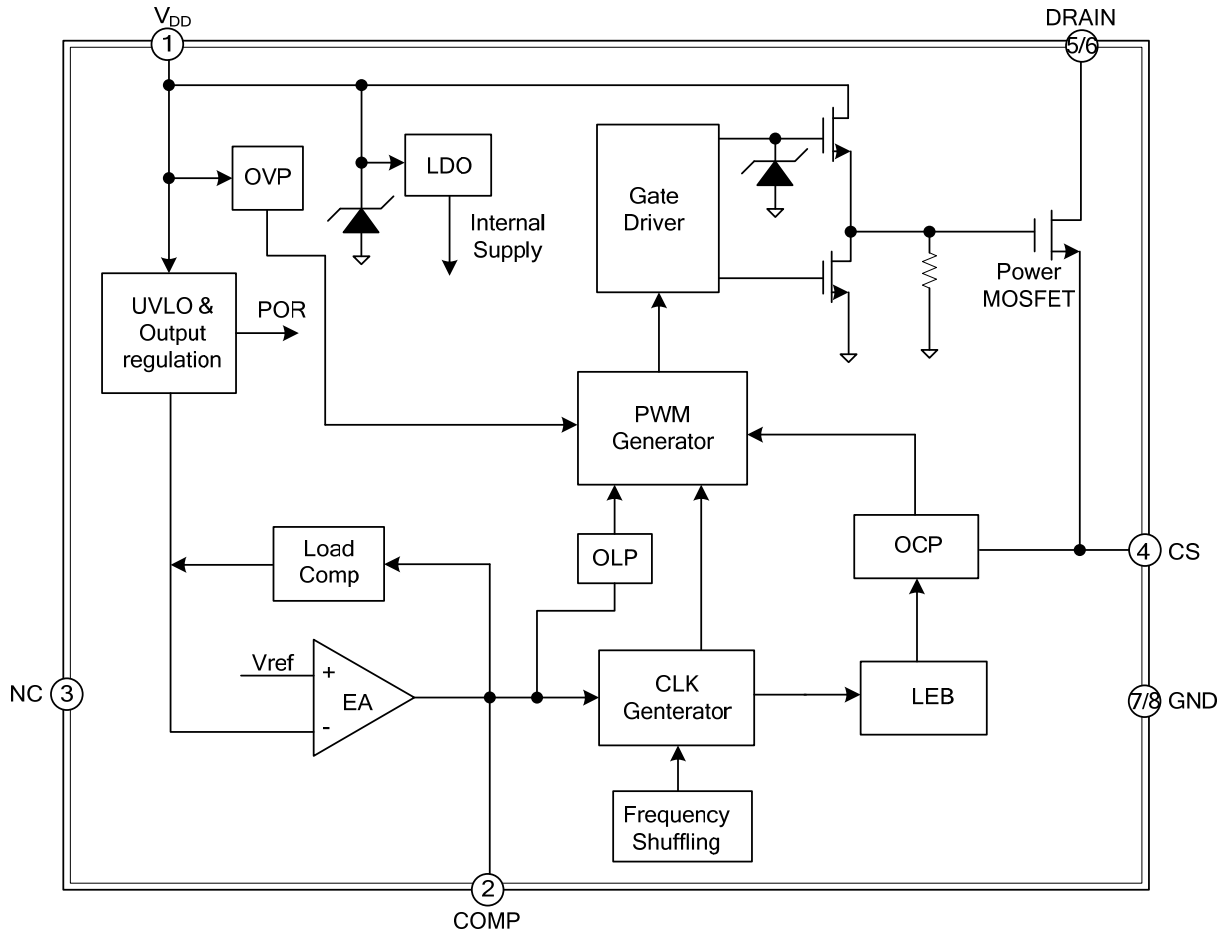 VDD
1
DRAIN
5/6
OVP
LDO
Internal
Supply
Gate
Driver
Power
MOSFET
UVLO &
Output
regulation
POR
PWM
Generator
Load
Comp
OLP
OCP
4 CS
Vref
+
EA
-
NC 3
CLK
Genterator
LEB
7/8 GND
Frequency
Shuffling
2
COMP